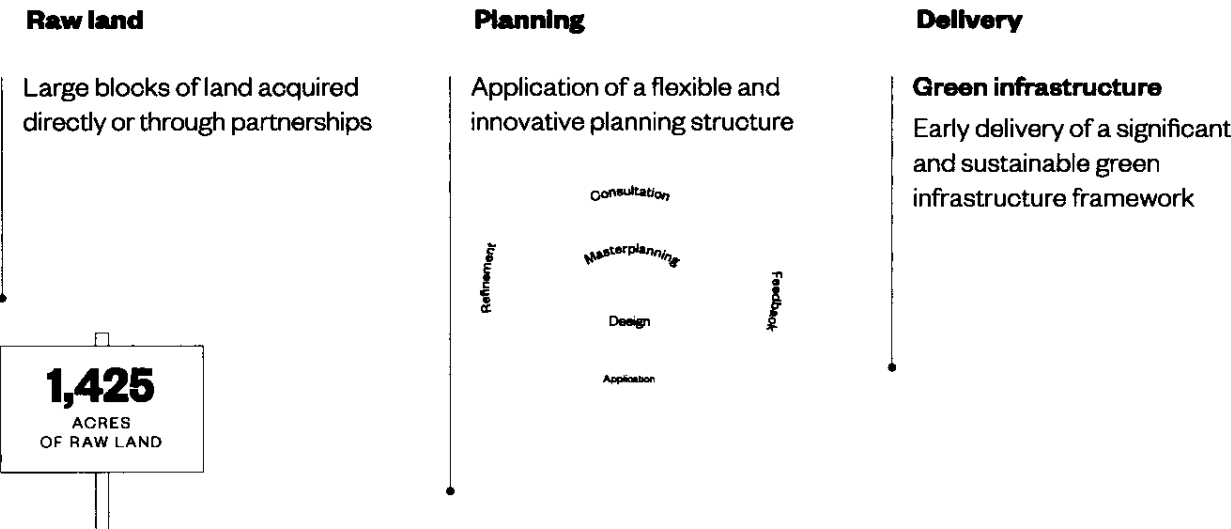 Raw land
Large blocks of land acquired
directly or through partnerships
1,425
ACRES
OF RAW LAND
Planning
Application of a flexible and
innovative planning structure
Consultation
Masterplanning
Refinement
Feedback
Design
Application
Delivery
Green infrastructure
Early delivery of a significant
and sustainable green
infrastructure framework